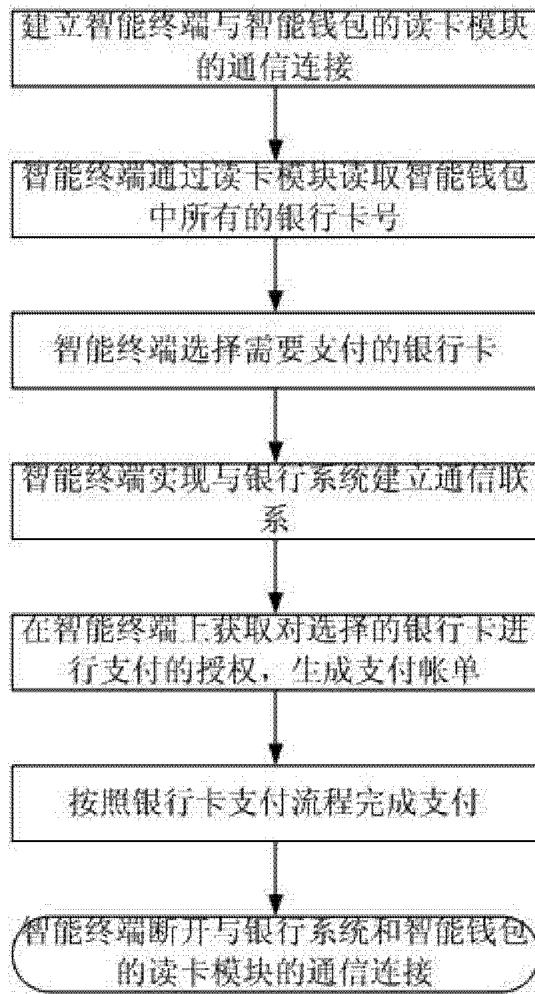 建立智能终端与智能钱包的读卡模块
的通信连接
智能终端通过读卡模块读取智能钱包
中所有的银行卡号
智能终端选择需要支付的银行卡
智能终端实现与银行系统建立通信联
系
在智能终端上获取对选择的银行卡进
行支付的授权，生成支付帐单
按照银行卡支付流程完成支付
智能终端断开与银行系统和智能钱包
的读卡模块的通信连接